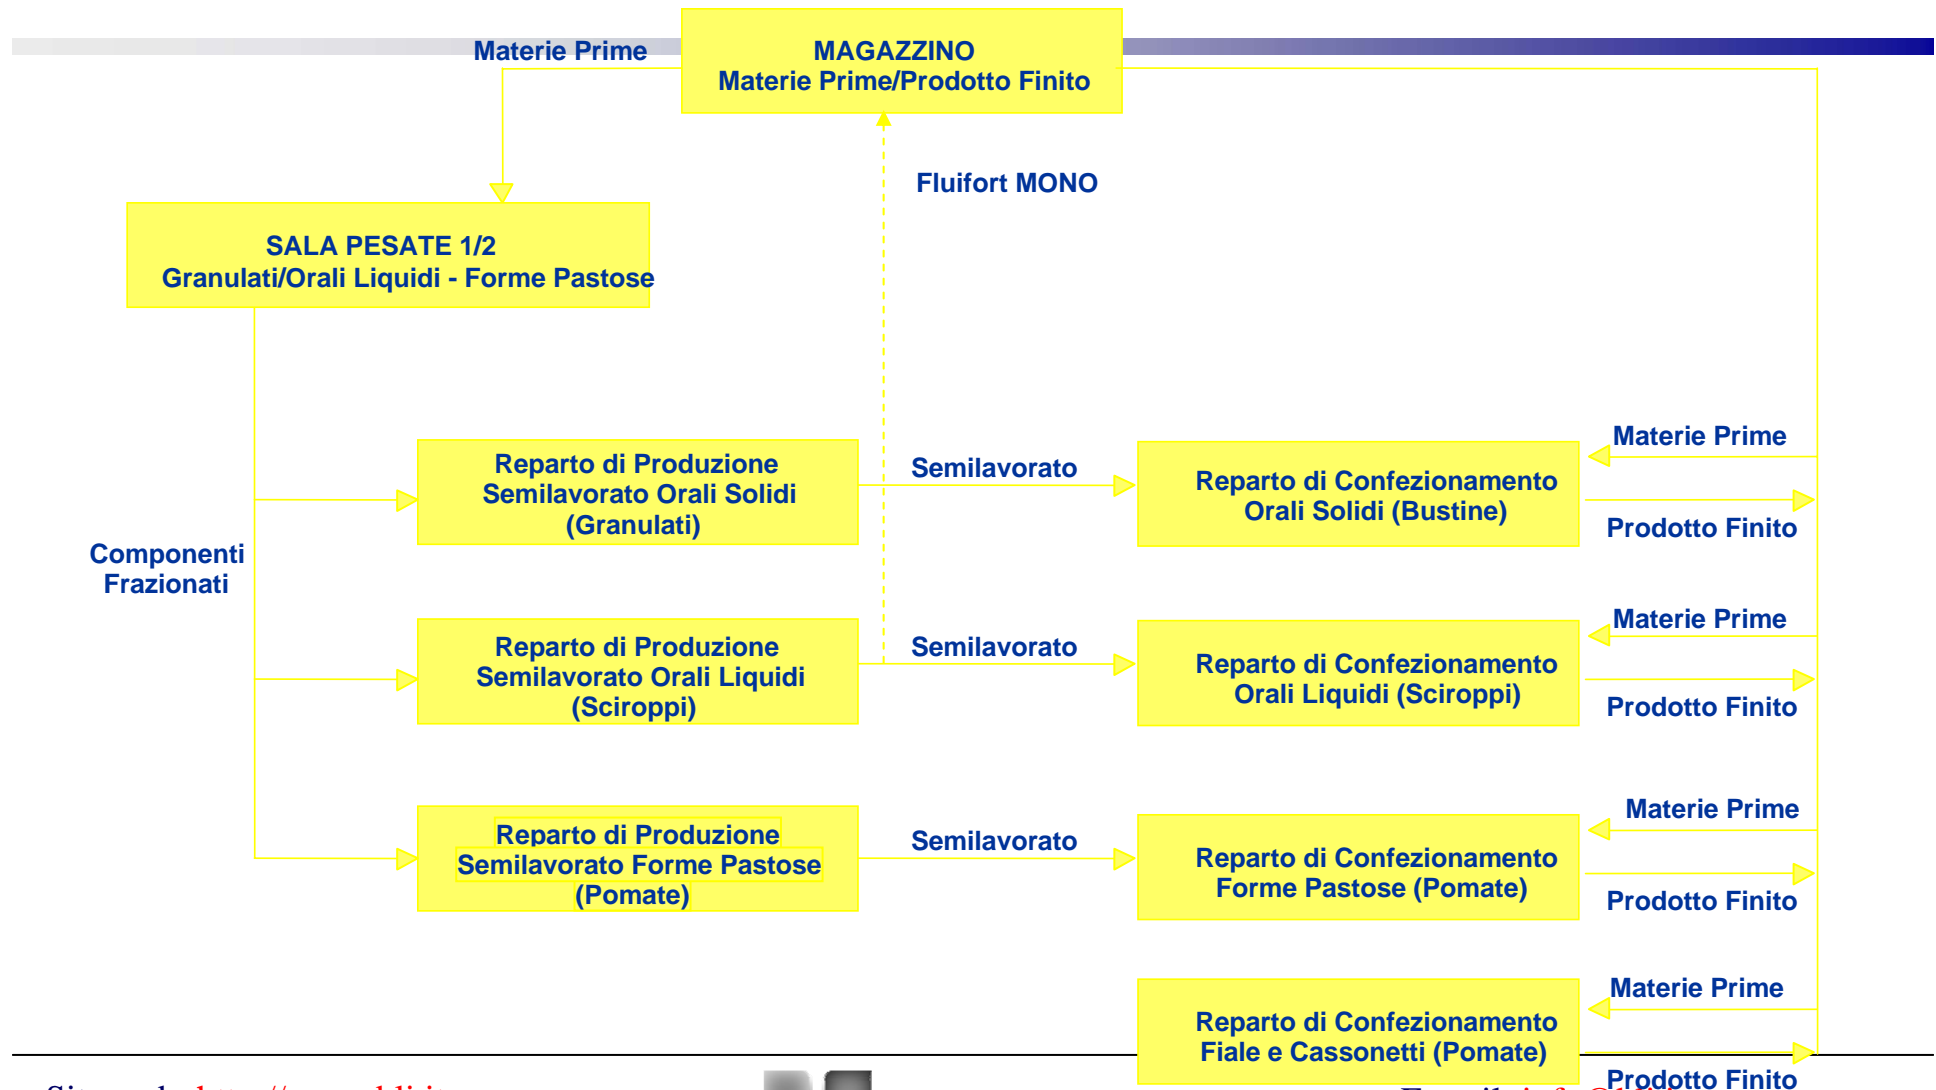 Materie Prime
MAGAZZINO
Materie Prime/Prodotto Finito
Fluifort MONO
SALA PESATE 1/2
Granulati/Orali Liquidi - Forme Pastose
Componenti
Frazionati
Reparto di Produzione
Semilavorato Orali Solidi
(Granulati)
Semilavorato
Reparto di Confezionamento
Orali Solidi (Bustine)
Materie Prime
Prodotto Finito
Reparto di Produzione
Semilavorato Orali Liquidi
(Sciroppi)
Semilavorato
Reparto di Confezionamento
Orali Liquidi (Sciroppi)
Materie Prime
Prodotto Finito
Reparto di Produzione
Semilavorato Forme Pastose
(Pomate)
Semilavorato
Reparto di Confezionamento
Forme Pastose (Pomate)
Materie Prime
Prodotto Finito
Reparto di Confezionamento
Fiale e Cassonetti (Pomate)
Materie Prime
Prodotto Finito